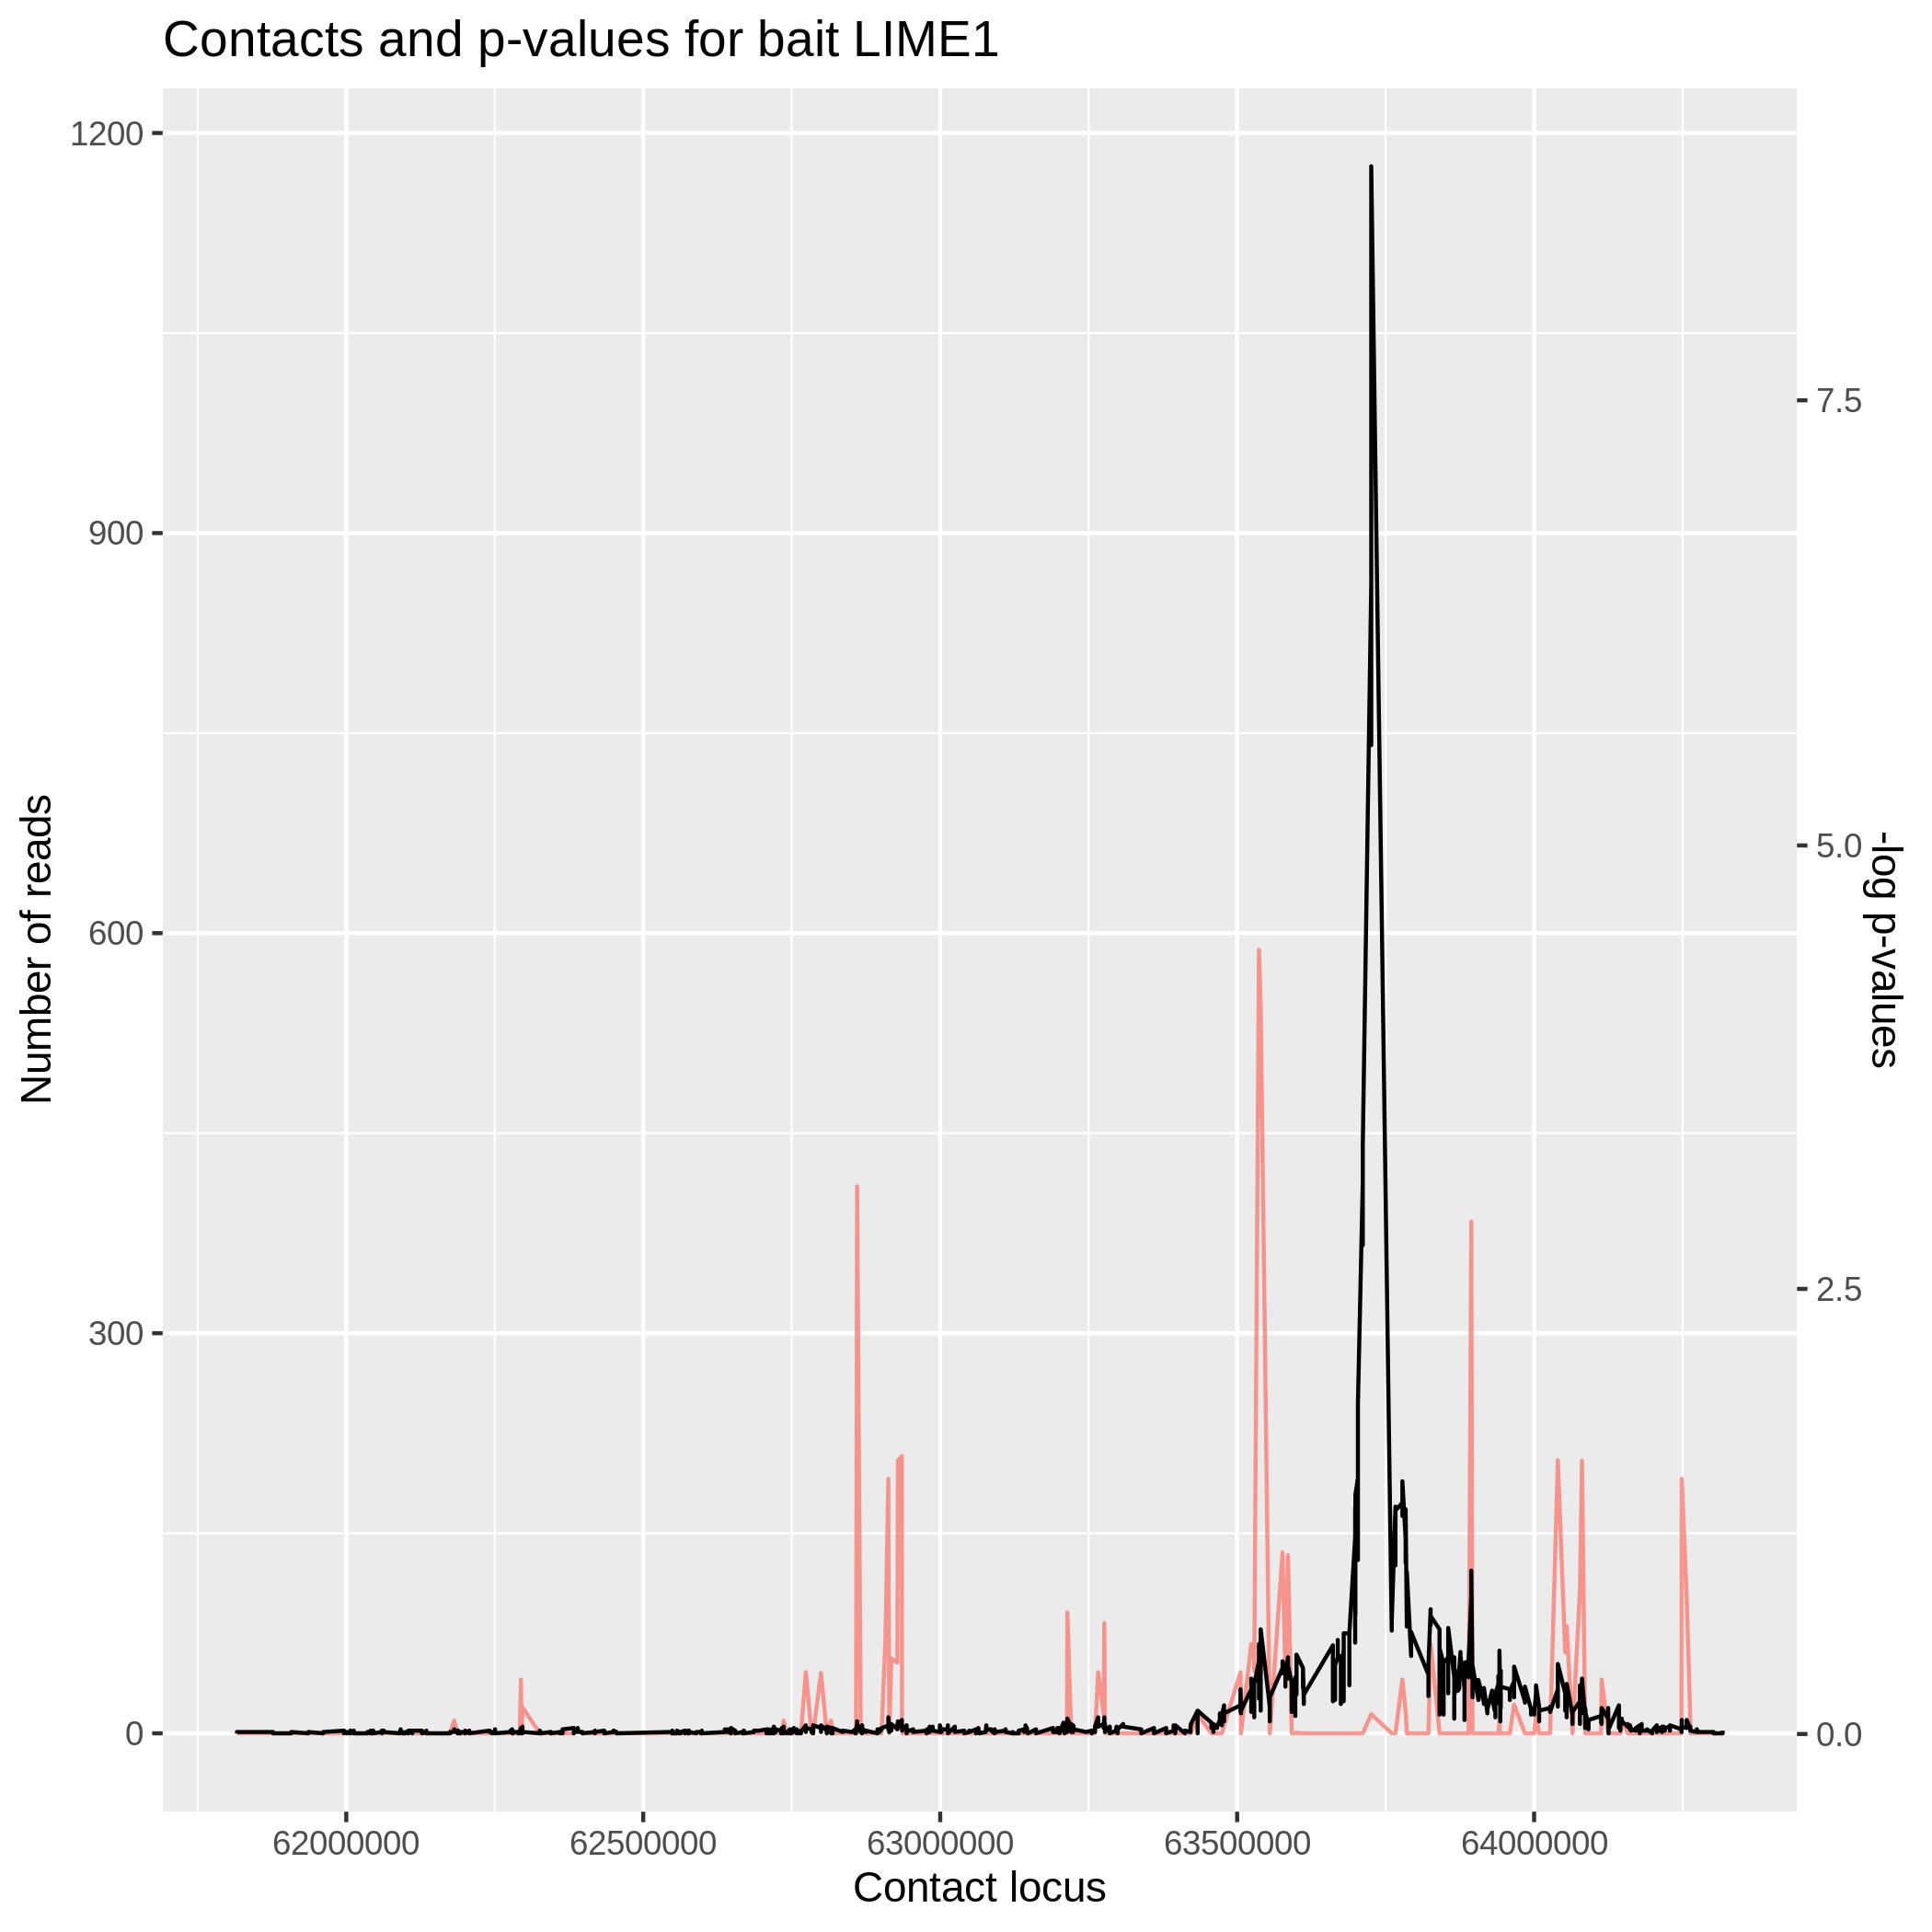 Contacts and p-values for bait LIME1
1200
900
600
300
0
Number of reads
7.5
5.0
2.5
0.0
-log p-values
62000000 62500000 63000000 63500000 64000000
Contact locus